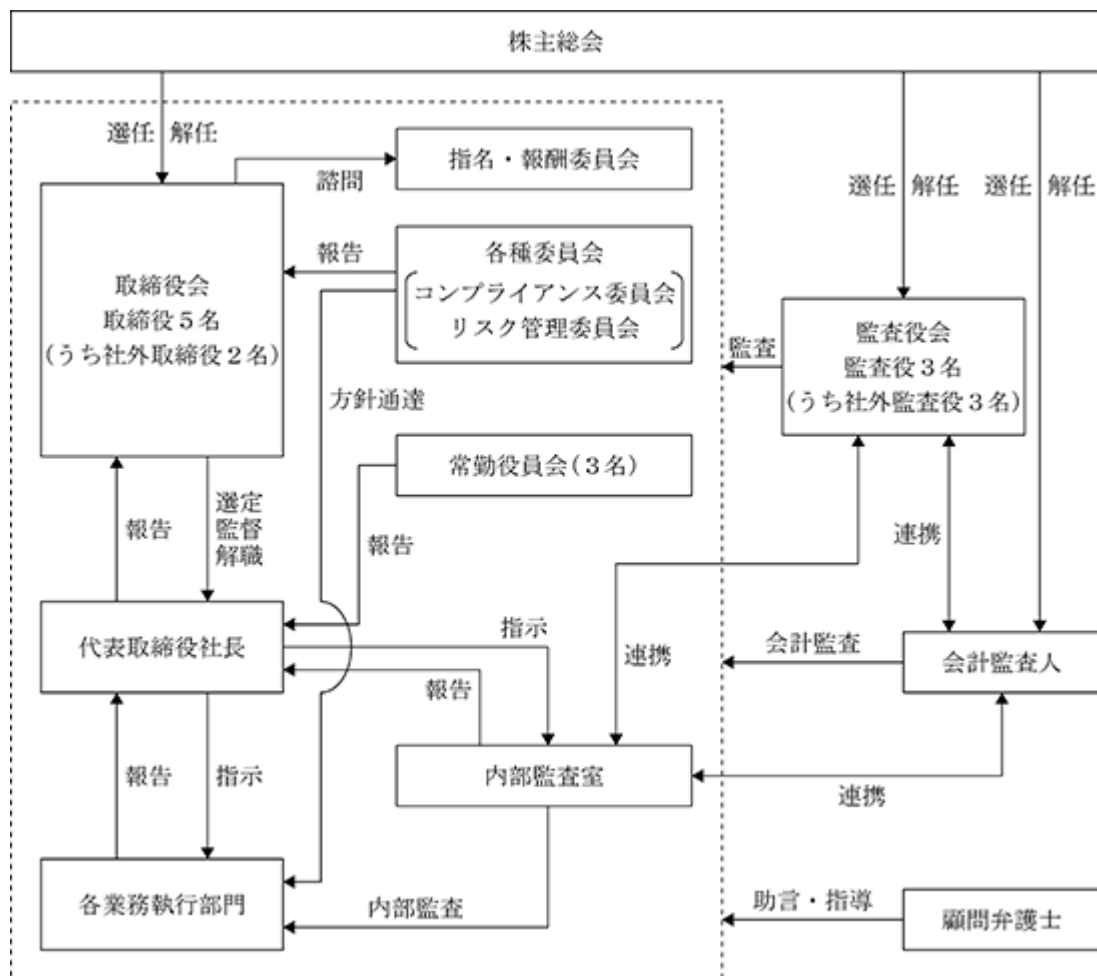 株主総会
選任 解任
指名・報酬委員会
諮問
選任 解任
選任 解任
報告
各種委員会
コンプライアンス委員会
リスク管理委員会
取締役会
取締役5名
(うち社外取締役2名)
監査役会
監査役3名
(うち社外監査役3名)
監査
方針通達
常勤役員会(3名)
報告
選定
監督
解職
報告
連携
代表取締役社長
指示
報告
連携
会計監査
会計監査人
報告
指示
内部監査室
連携
各業務執行部門
内部監査
助言・指導
顧問弁護士